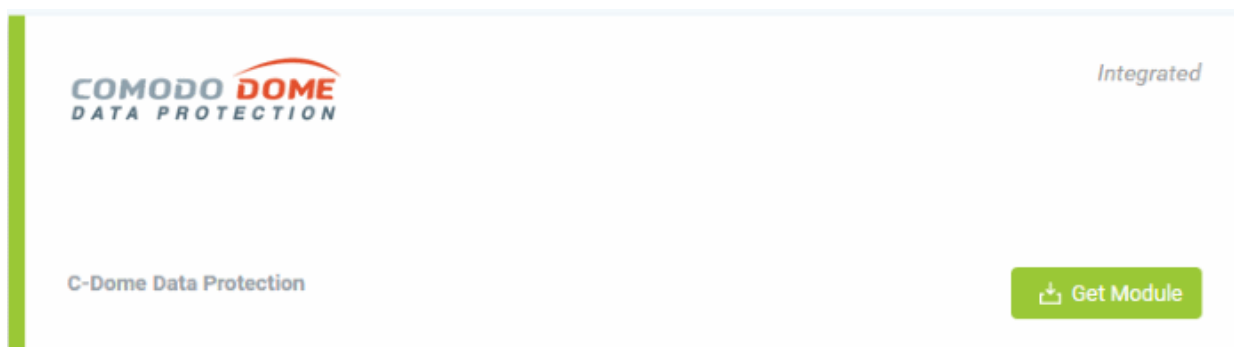 COMODO DOME
DATA PROTECTION
Integrated
C-Dome Data Protection
Get Module